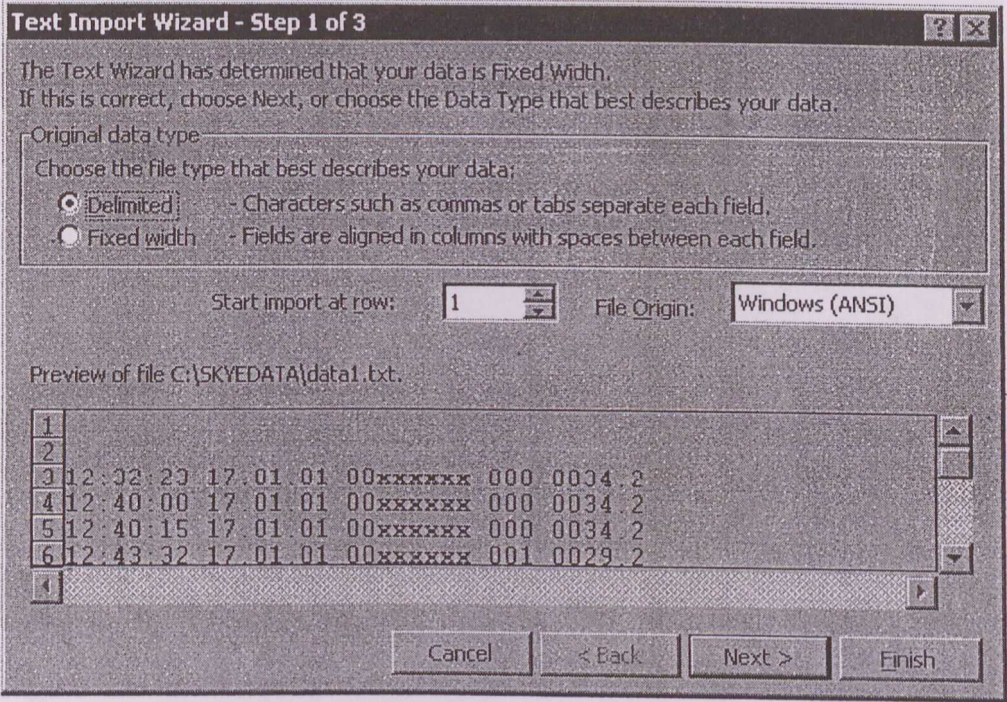 Text Import Wizard - Step 1 of 3
The Text Wizard has determined that your data is Fixed Width.
If this is correct, choose Next, or choose the Data Type that best describes your data.
Original data type
Choose the file type that best describes your data:
Delimited - Characters such as commas or tabs separate each field.
Fixed width - Fields are aligned in columns with spaces between each field.
Start import at row: 1 File Origin: Windows (ANSI)
Preview of file C:\SKYEDATA\data1.txt.
1
2
3 12:32:23 17.01.01 00xxxxxx 000 0034.2
4 12:40:00 17.01.01 00xxxxxx 000 0034.2
5 12:40:15 17.01.01 00xxxxxx 000 0034.2
6 12:43:32 17.01.01 00xxxxxx 001 0029.2
Cancel < Back Next > Finish